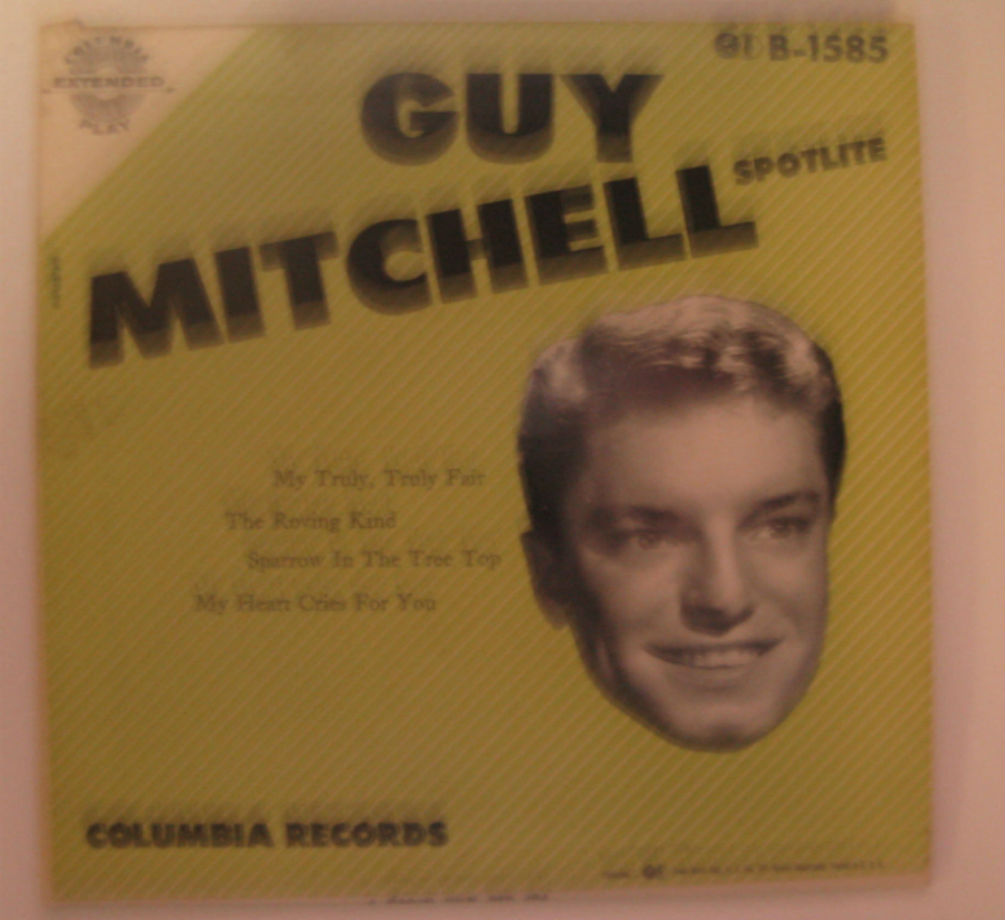 COLUMBIA
EXTENDED
PLAY
B-1585
GUY
MITCHELL
SPOTLITE
My Truly, Truly Fair
The Roving Kind
Sparrow In The Tree Top
My Heart Cries For You
COLUMBIA RECORDS